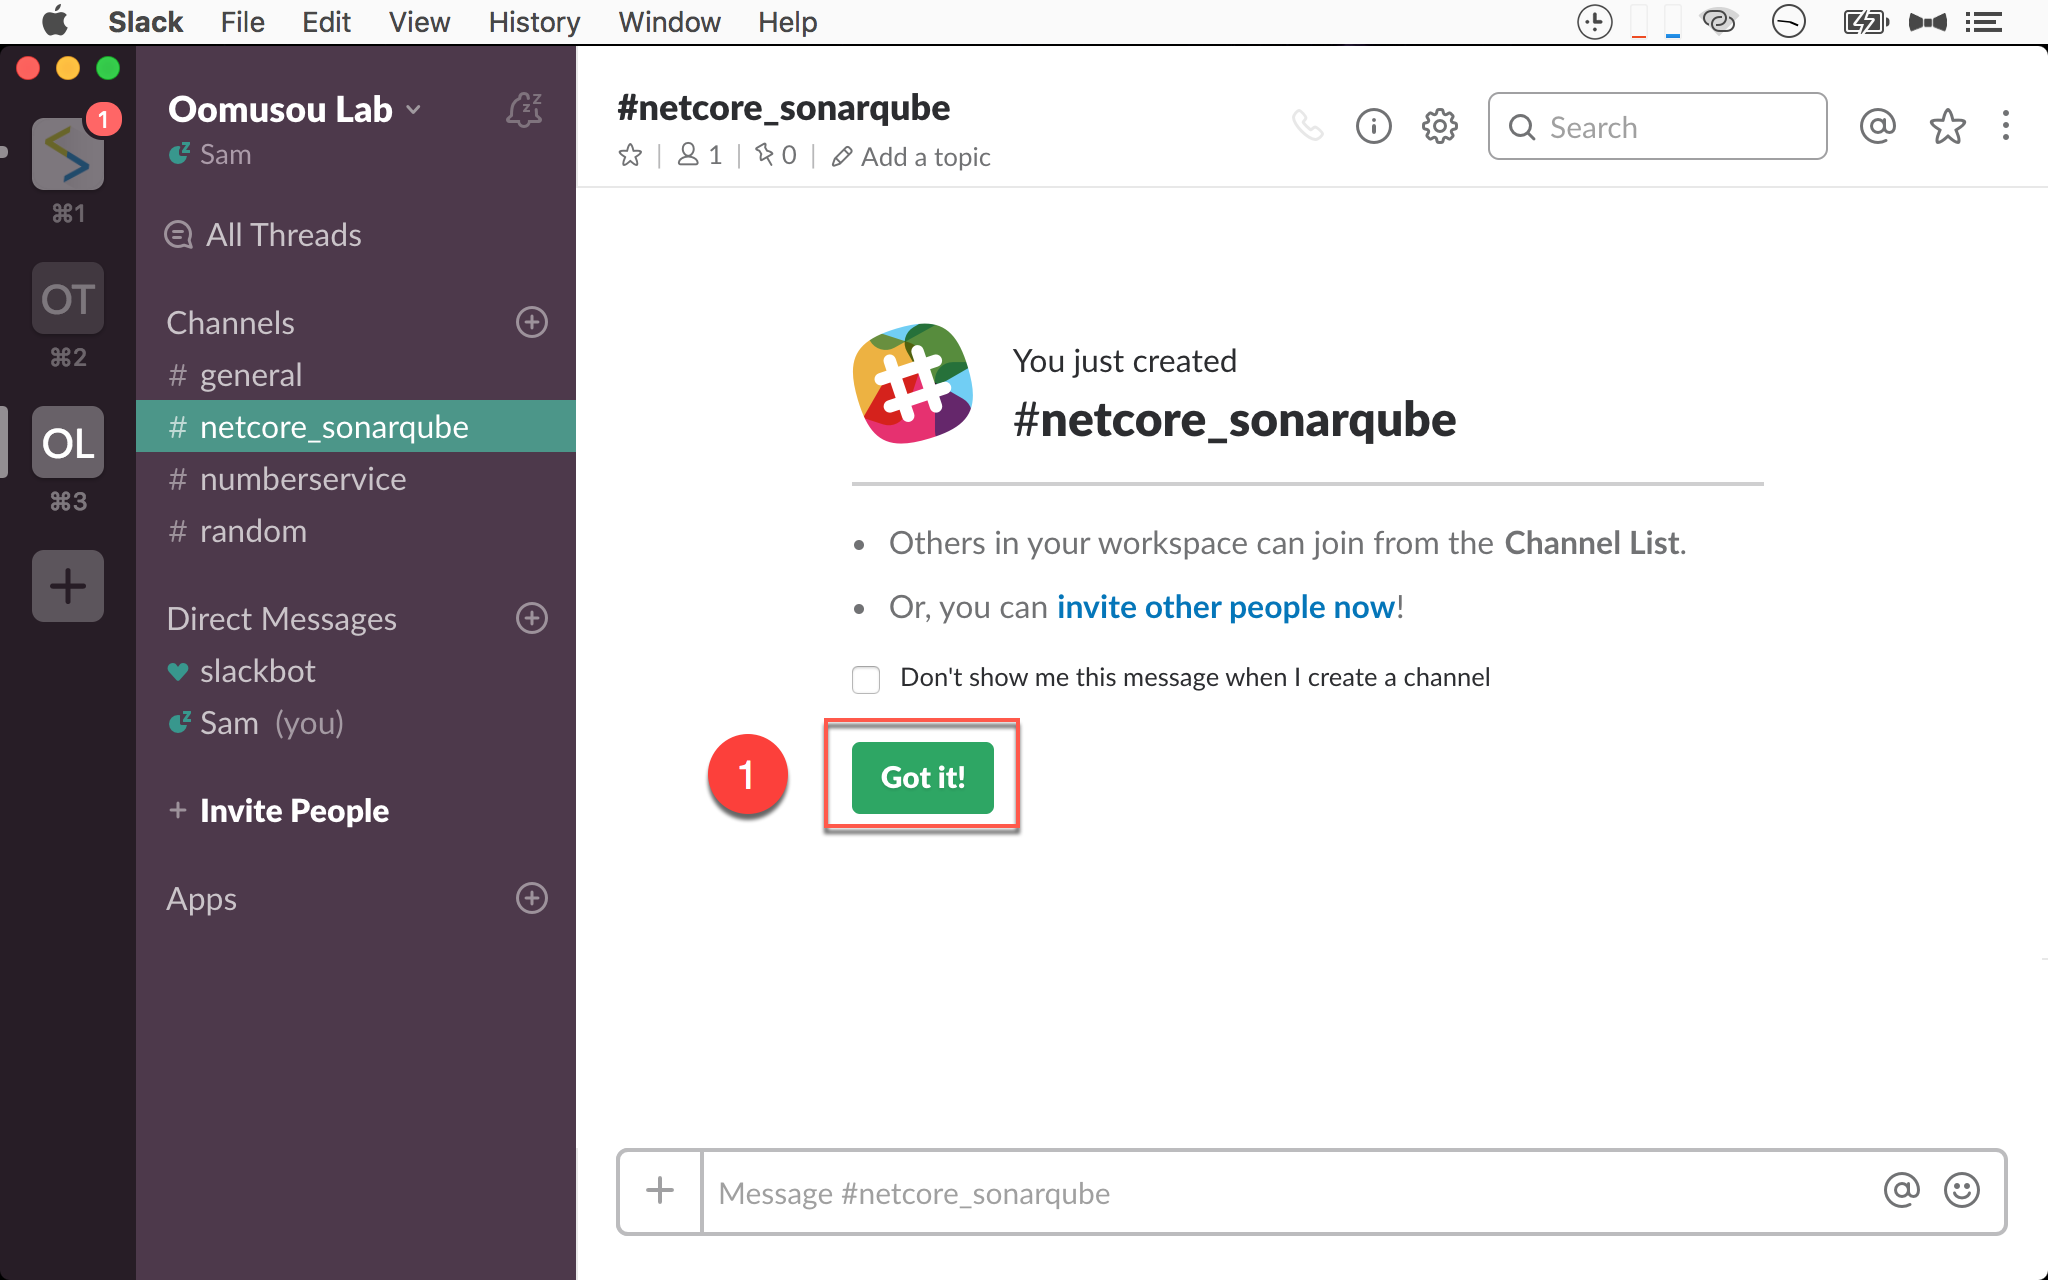 Slack File Edit View History Window Help
1
⌘1
OT
⌘2
OL
⌘3
Oomusou Lab
Sam
All Threads
Channels
# general
# netcore_sonarqube
# numberservice
# random
Direct Messages
slackbot
Sam (you)
+ Invite People
Apps
#netcore_sonarqube
1 | 0 | Add a topic
Search
You just created
#netcore_sonarqube
• Others in your workspace can join from the Channel List.
• Or, you can invite other people now!
Don't show me this message when I create a channel
1
Got it!
Message #netcore_sonarqube